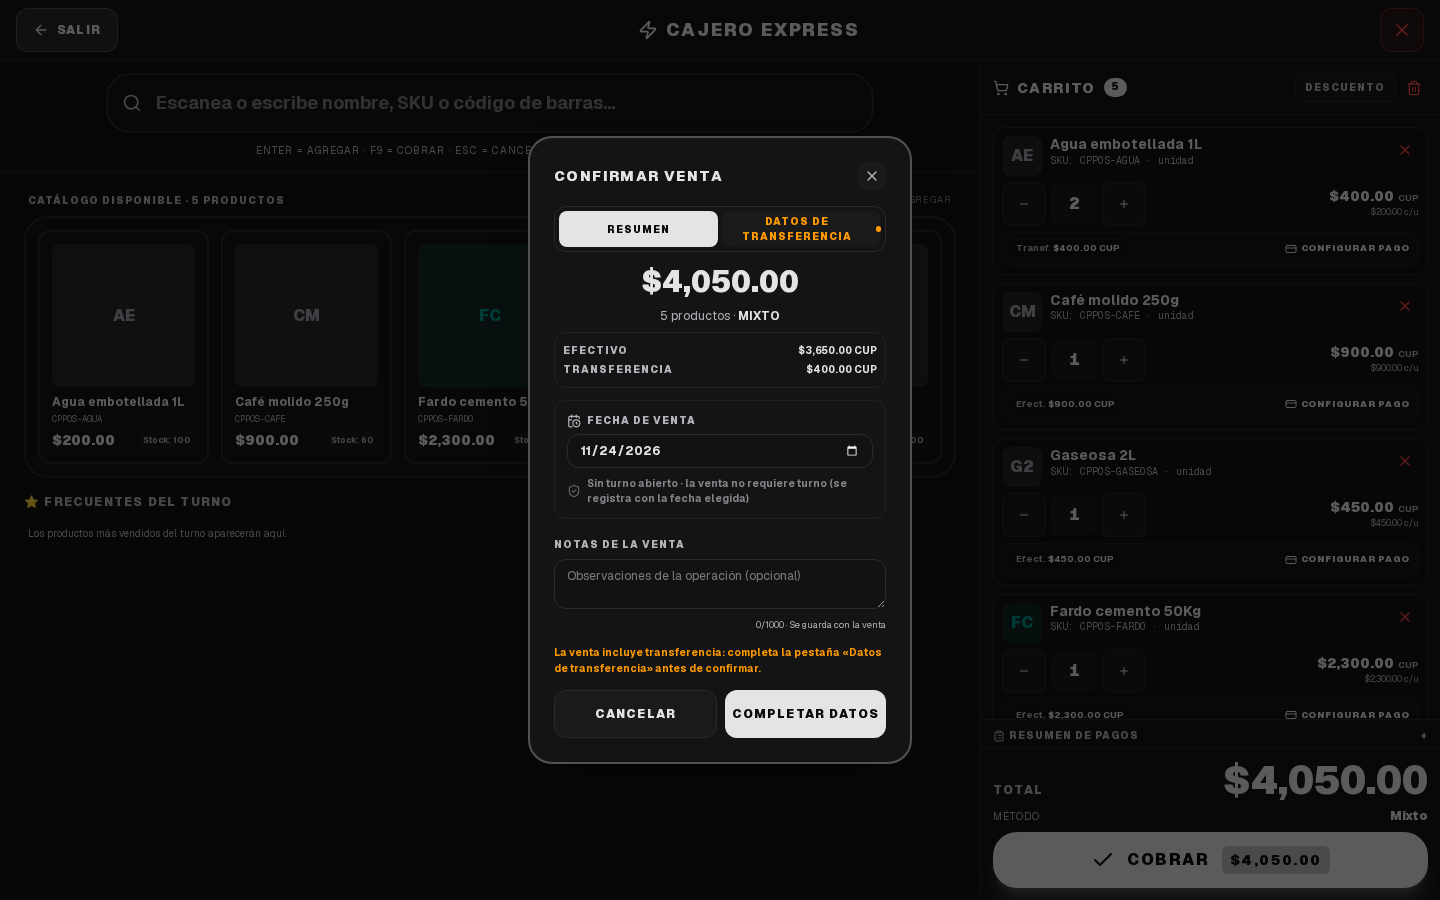 SALIR
CAJERO EXPRESS
Escanea o escribe nombre, SKU o código de barras...
ENTER = AGREGAR · F9 = COBRAR · ESC =
CATÁLOGO DISPONIBLE · 5 PRODUCTOS
AE
Agua embotellada 1L
CPPOS-AGUA
$200.00
Stock: 100
CM
Café molido 250g
CPPOS-CAFE
$900.00
Stock: 60
FC
Fardo cemento
CPPOS-FARDO
$2,300.00
⭐ FRECUENTES DEL TURNO
Los productos más vendidos del turno aparecerán aquí.
CONFIRMAR VENTA
RESUMEN
DATOS DE
TRANSFERENCIA
$4,050.00
5 productos · MIXTO
EFECTIVO $3,650.00 CUP
TRANSFERENCIA $400.00 CUP
FECHA DE VENTA
11/24/2026
Sin turno abierto · la venta no requiere turno (se
registra con la fecha elegida)
NOTAS DE LA VENTA
Observaciones de la operación (opcional)
0/1000 · Se guarda con la venta
La venta incluye transferencia: completa la pestaña «Datos
de transferencia» antes de confirmar.
CANCELAR
COMPLETAR DATOS
CARRITO 5
DESCUENTO
AE
Agua embotellada 1L
SKU: CPPOS-AGUA · unidad
− 2 +
$400.00 CUP
$200.00 c/u
Transf. $400.00 CUP
CONFIGURAR PAGO
CM
Café molido 250g
SKU: CPPOS-CAFE · unidad
− 1 +
$900.00 CUP
$900.00 c/u
Efect. $900.00 CUP
CONFIGURAR PAGO
G2
Gaseosa 2L
SKU: CPPOS-GASEOSA · unidad
− 1 +
$450.00 CUP
$450.00 c/u
Efect. $450.00 CUP
CONFIGURAR PAGO
FC
Fardo cemento 50Kg
SKU: CPPOS-FARDO · unidad
− 1 +
$2,300.00 CUP
$2,300.00 c/u
Efect. $2,300.00 CUP
CONFIGURAR PAGO
RESUMEN DE PAGOS
TOTAL $4,050.00
MÉTODO Mixto
COBRAR $4,050.00